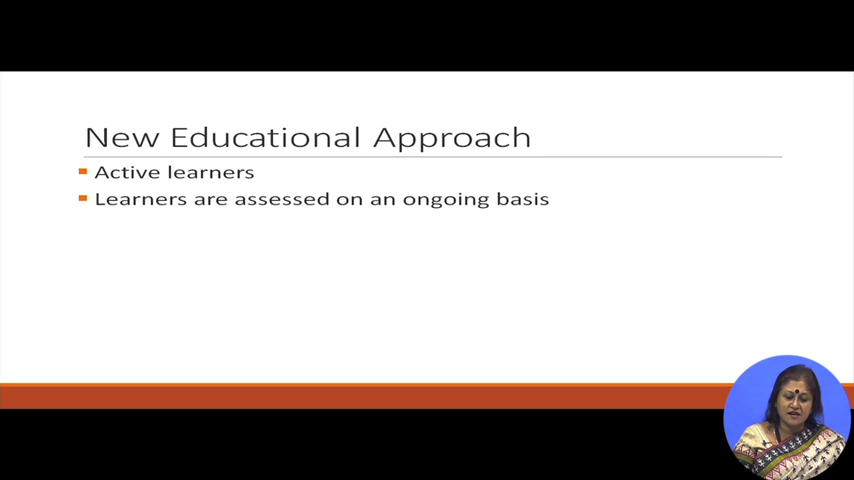 New Educational Approach
Active learners
Learners are assessed on an ongoing basis